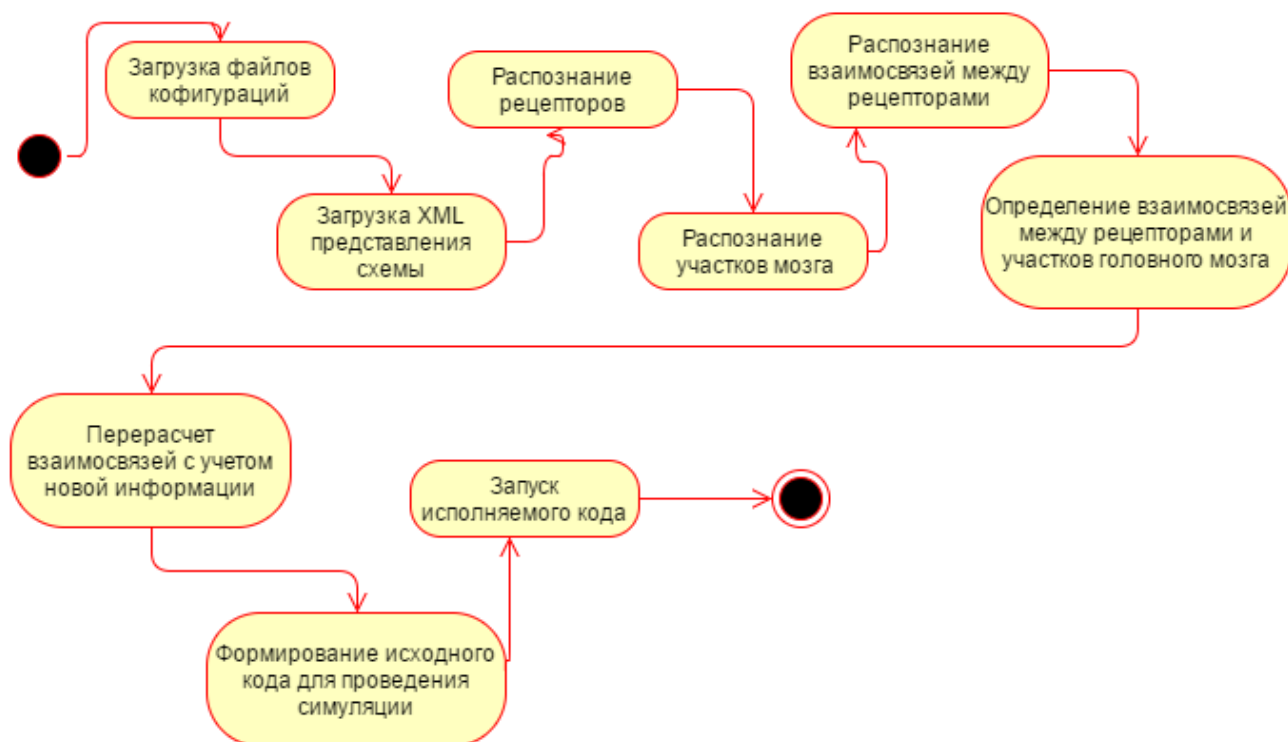 Загрузка файлов
кофигураций
Загрузка XML
представления
схемы
Распознание
рецепторов
Распознание
участков мозга
Распознание
взаимосвязей между
рецепторами
Определение взаимосвязей
между рецепторами и
участков головного мозга
Перерасчет
взаимосвязей с учетом
новой информации
Формирование исходного
кода для проведения
симуляции
Запуск
исполняемого кода